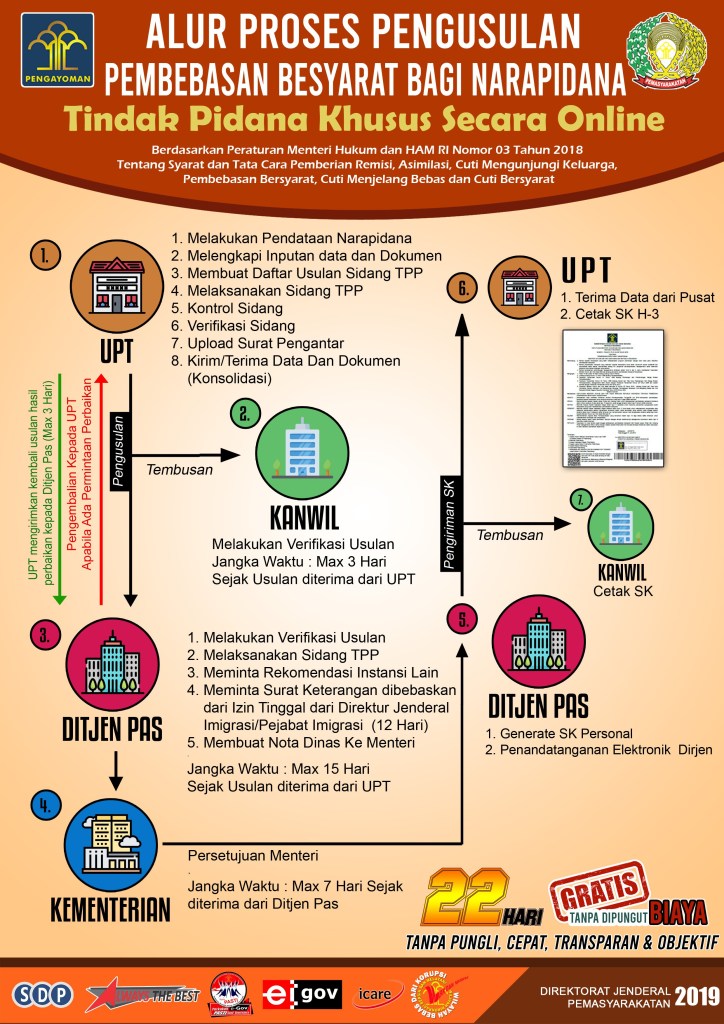 PENGAYOMAN
ALUR PROSES PENGUSULAN
PEMBEBASAN BESYARAT BAGI NARAPIDANA
Tindak Pidana Khusus Secara Online
PEMASYARAKATAN
Berdasarkan Peraturan Menteri Hukum dan HAM RI Nomor 03 Tahun 2018
Tentang Syarat dan Tata Cara Pemberian Remisi, Asimilasi, Cuti Mengunjungi Keluarga,
Pembebasan Bersyarat, Cuti Menjelang Bebas dan Cuti Bersyarat
1.
UPT
1. Melakukan Pendataan Narapidana
2. Melengkapi Inputan data dan Dokumen
3. Membuat Daftar Usulan Sidang TPP
4. Melaksanakan Sidang TPP
5. Kontrol Sidang
6. Verifikasi Sidang
7. Upload Surat Pengantar
8. Kirim/Terima Data Dan Dokumen
(Konsolidasi)
UPT mengirimkan kembali usulan hasil
perbaikan kepada Ditjen Pas (Max 3 Hari)
Pengembalian Kepada UPT
Apabila Ada Permintaan Perbaikan
Pengusulan
Tembusan
2.
KANWIL
Melakukan Verifikasi Usulan
Jangka Waktu : Max 3 Hari
Sejak Usulan diterima dari UPT
3.
DITJEN PAS
1. Melakukan Verifikasi Usulan
2. Melaksanakan Sidang TPP
3. Meminta Rekomendasi Instansi Lain
4. Meminta Surat Keterangan dibebaskan
dari Izin Tinggal dari Direktur Jenderal
Imigrasi/Pejabat Imigrasi (12 Hari)
5. Membuat Nota Dinas Ke Menteri
Jangka Waktu : Max 15 Hari
Sejak Usulan diterima dari UPT
4.
KEMENTERIAN
Persetujuan Menteri
Jangka Waktu : Max 7 Hari Sejak
diterima dari Ditjen Pas
5.
DITJEN PAS
1. Generate SK Personal
2. Penandatanganan Elektronik Dirjen
Pengiriman SK
Tembusan
6.
UPT
1. Terima Data dari Pusat
2. Cetak SK H-3
7.
KANWIL
Cetak SK
22 HARI
GRATIS
TANPA DIPUNGUT BIAYA
TANPA PUNGLI, CEPAT, TRANSPARAN & OBJEKTIF
SDP
THE BEST
PASTI
e-gov
icare
WILAYAH BEBAS DARI KORUPSI
DIREKTORAT JENDERAL
PEMASYARAKATAN 2019